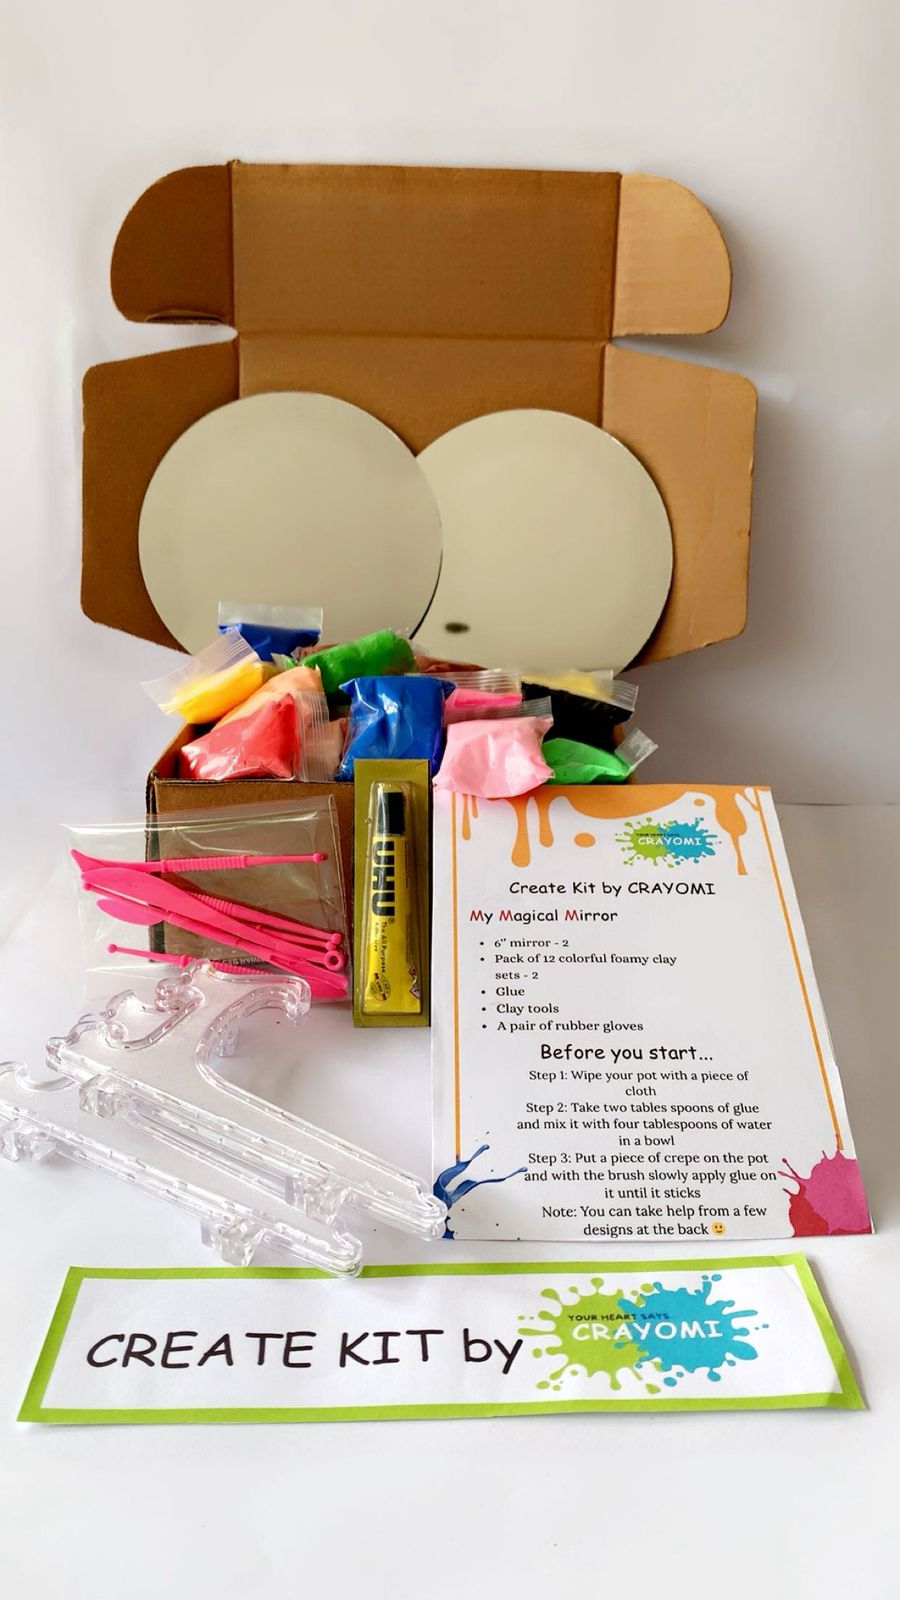 UHU
The All Purpose
Adhesive
YOUR HEART SAYS
CRAYOMI
Create Kit by CRAYOMI
My Magical Mirror
• 6" mirror - 2
• Pack of 12 colorful foamy clay
sets - 2
• Glue
• Clay tools
• A pair of rubber gloves
Before you start...
Step 1: Wipe your pot with a piece of
cloth
Step 2: Take two tables spoons of glue
and mix it with four tablespoons of water
in a bowl
Step 3: Put a piece of crepe on the pot
and with the brush slowly apply glue on
it until it sticks
Note: You can take help from a few
designs at the back 🙂
CREATE KIT by
YOUR HEART SAYS
CRAYOMI